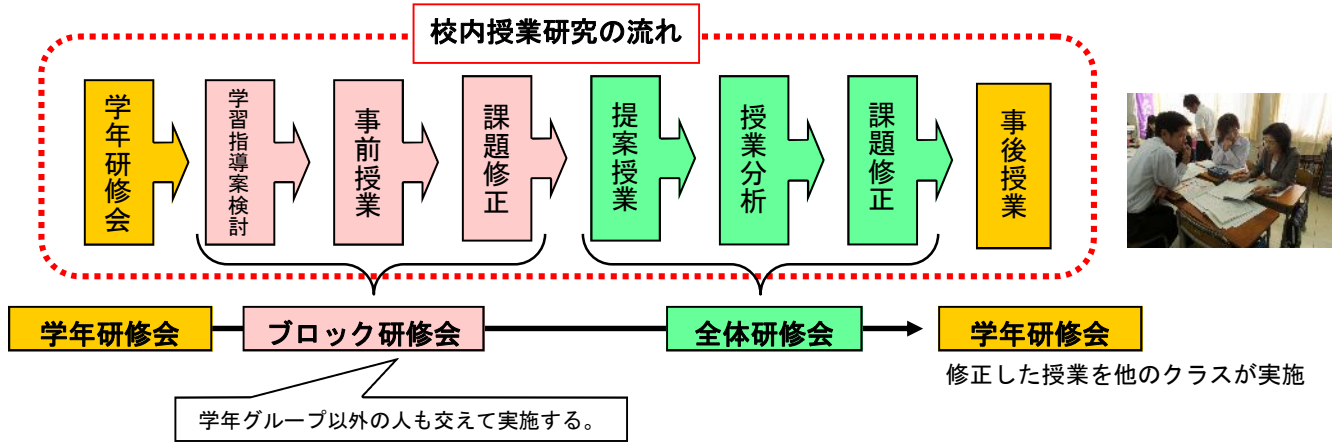 校内授業研究の流れ
学年研修会
学習指導案検討
事前授業
課題修正
提案授業
授業分析
課題修正
事後授業
学年研修会
ブロック研修会
全体研修会
学年研修会
修正した授業を他のクラスが実施
学年グループ以外の人も交えて実施する。